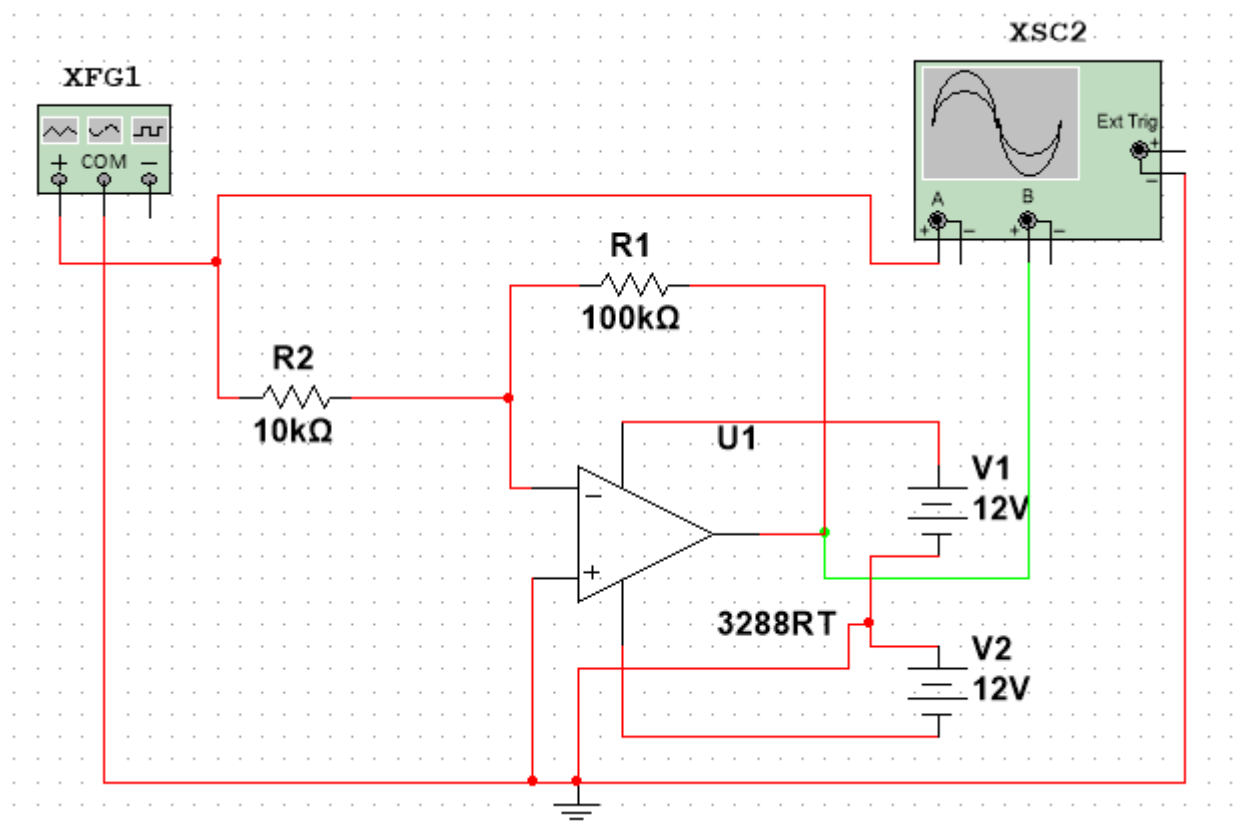 XSC2
XFG1
Ext Trig
+
+ COM −
−
A B
+ − + −
R1
100kΩ
R2
10kΩ
U1
V1
12V
−
+
3288RT
V2
12V